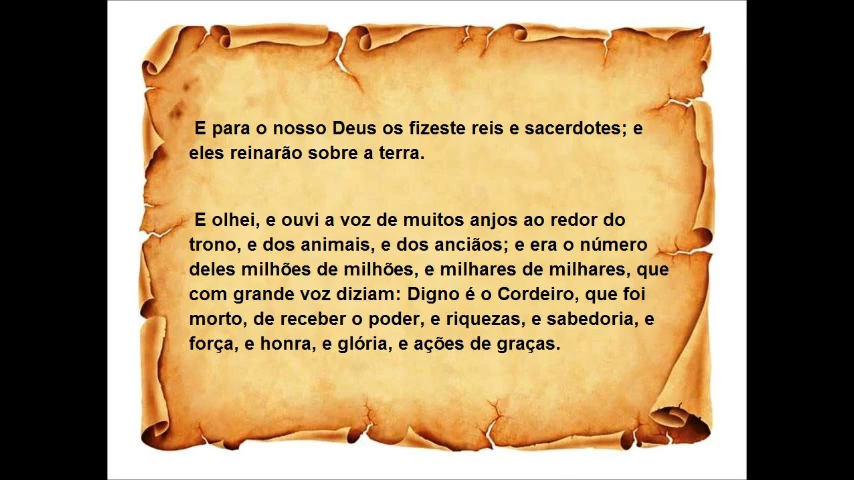 E para o nosso Deus os fizeste reis e sacerdotes; e
eles reinarão sobre a terra.
E olhei, e ouvi a voz de muitos anjos ao redor do
trono, e dos animais, e dos anciãos; e era o número
deles milhões de milhões, e milhares de milhares, que
com grande voz diziam: Digno é o Cordeiro, que foi
morto, de receber o poder, e riquezas, e sabedoria, e
força, e honra, e glória, e ações de graças.